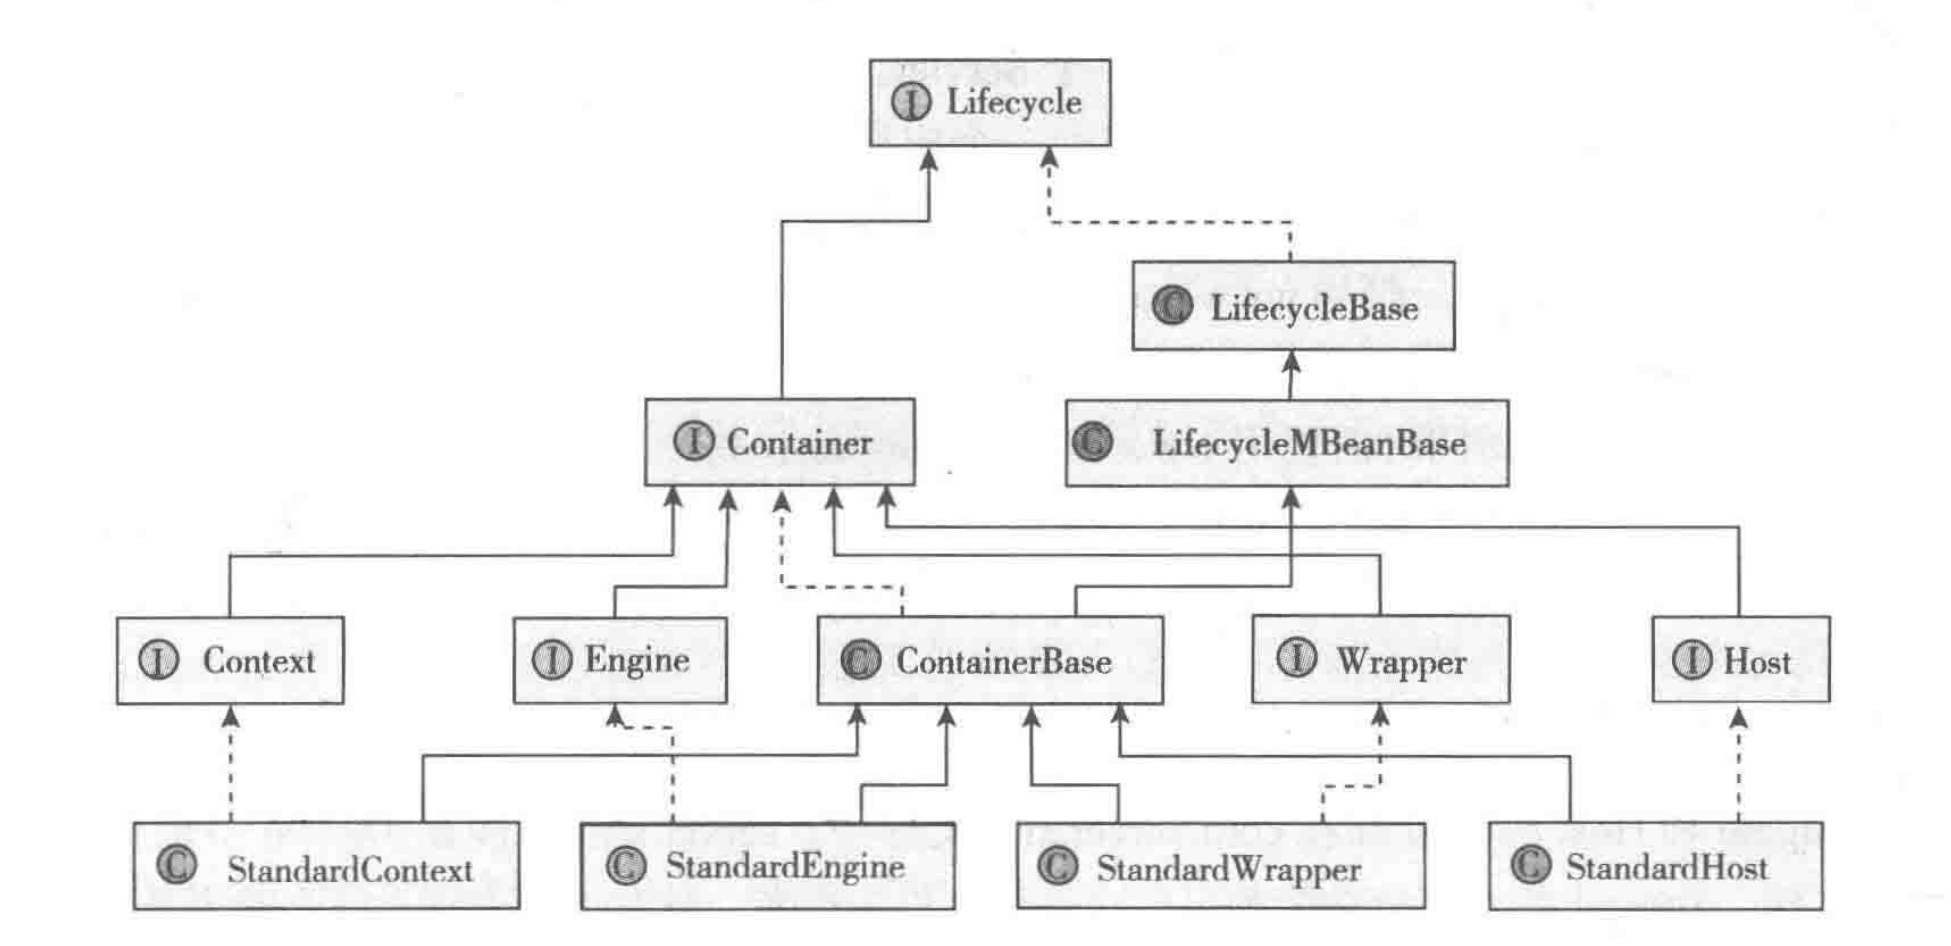 I Lifecycle
C LifecycleBase
I Container
C LifecycleMBeanBase
I Context
I Engine
C ContainerBase
I Wrapper
I Host
C StandardContext
C StandardEngine
C StandardWrapper
C StandardHost